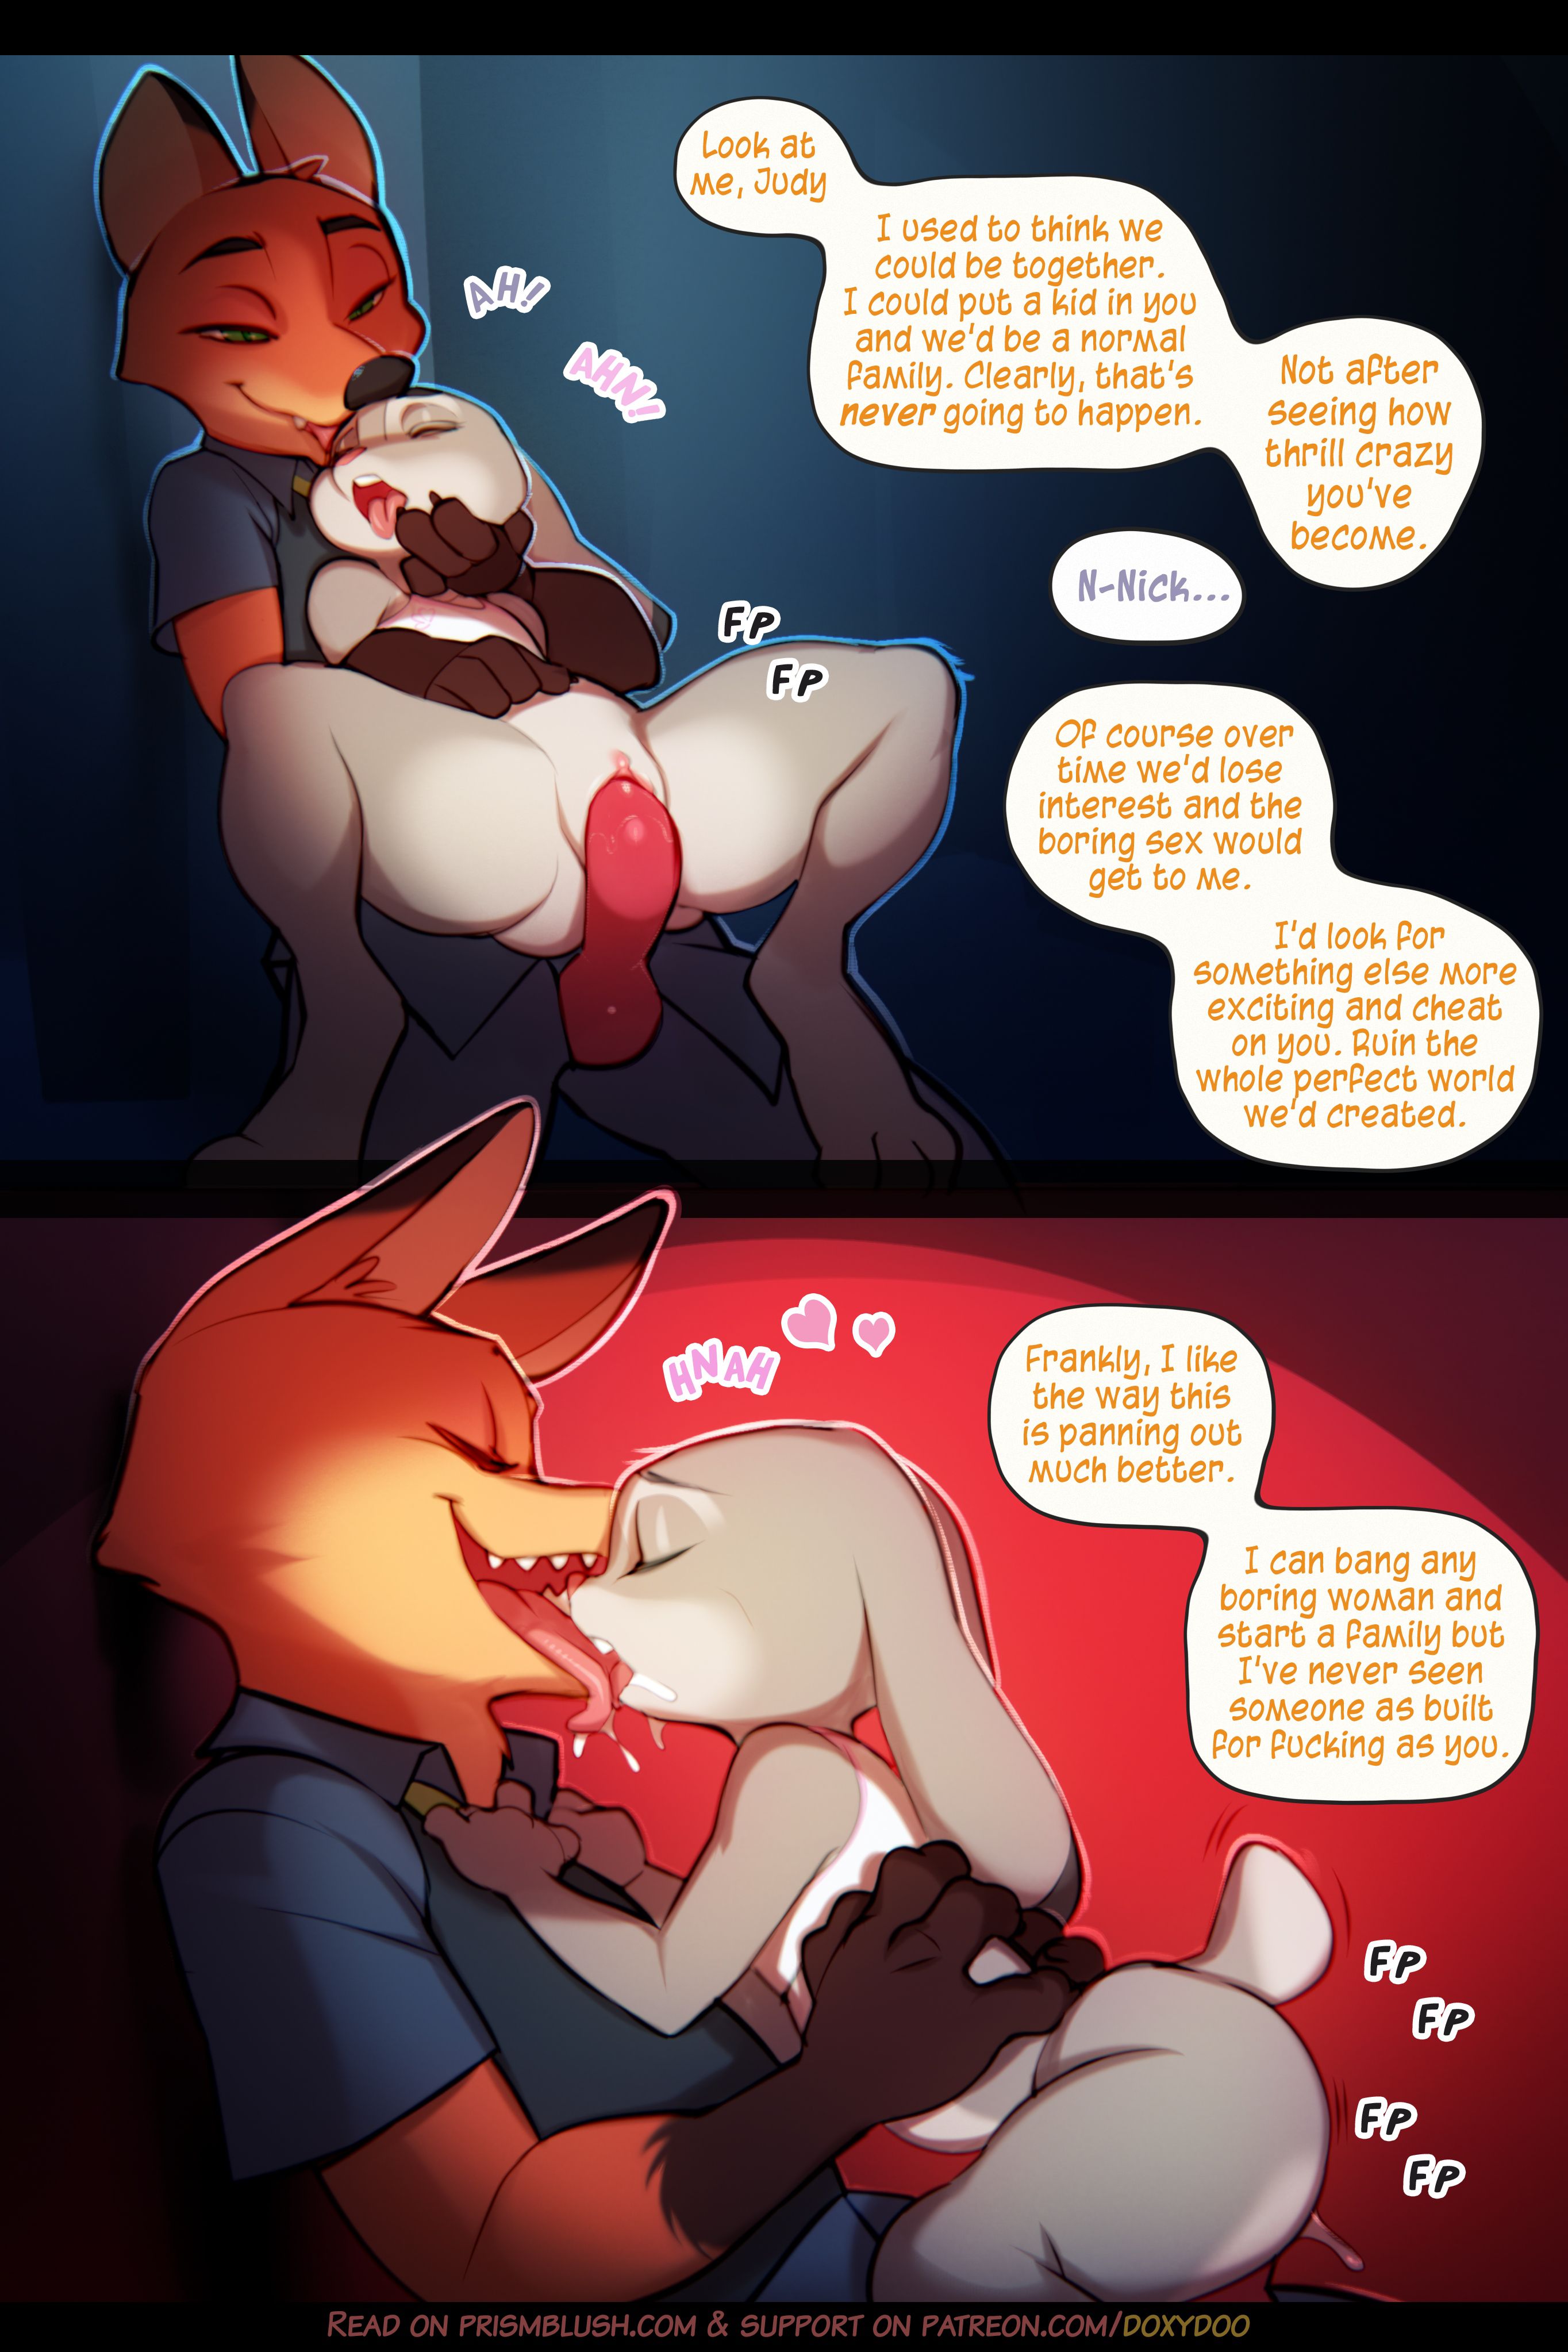 Look at
me, Judy
I used to think we
could be together.
I could put a kid in you
and we'd be a normal
family. Clearly, that's
never going to happen.
Not after
seeing how
thrill crazy
you've
become.
AH!
AHN!
N-Nick...
FP
FP
Of course over
time we'd lose
interest and the
boring sex would
get to me.
I'd look for
something else more
exciting and cheat
on you. Ruin the
whole perfect world
we'd created.
HNAH
Frankly, I like
the way this
is panning out
much better.
I can bang any
boring woman and
start a family but
I've never seen
someone as built
for fucking as you.
FP
FP
FP
FP
READ ON PRISMBLUSH.COM & SUPPORT ON PATREON.COM/DOXYDOO